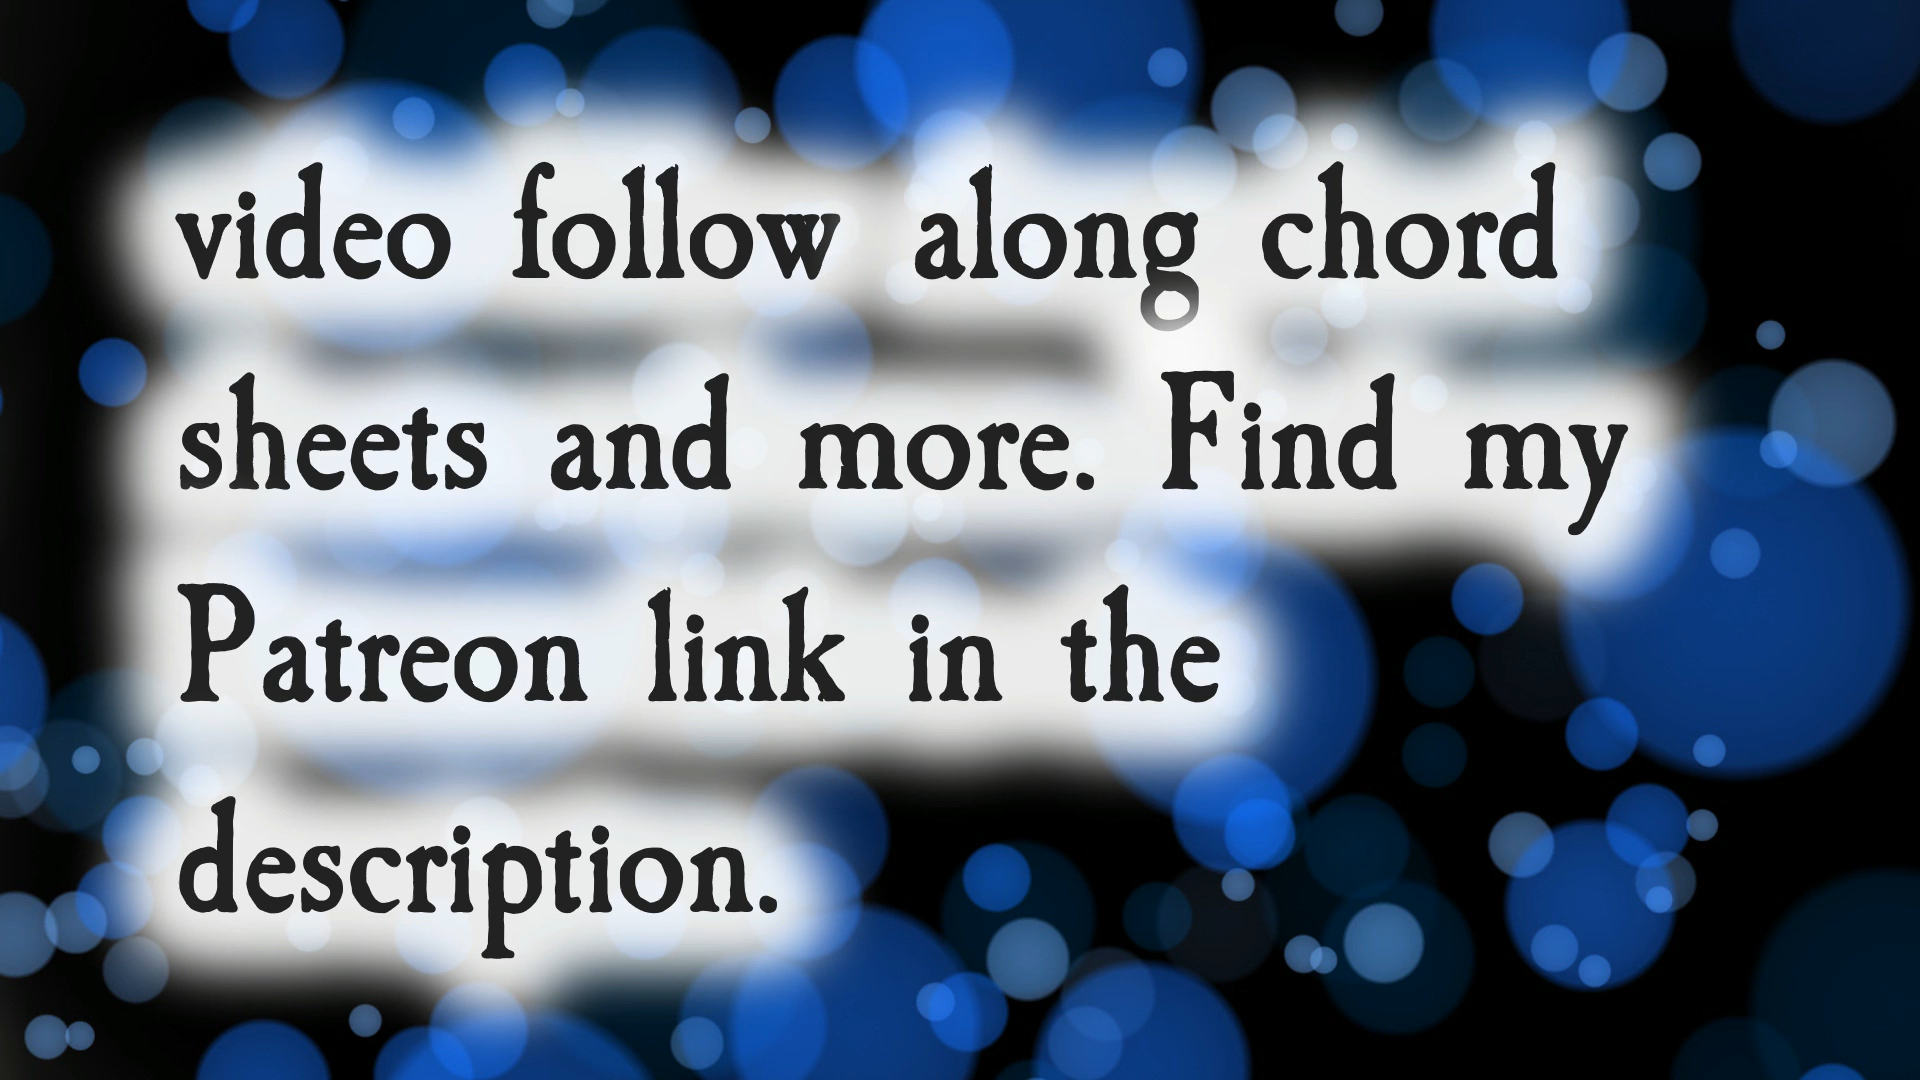 video follow along chord
sheets and more. Find my
Patreon link in the
description.